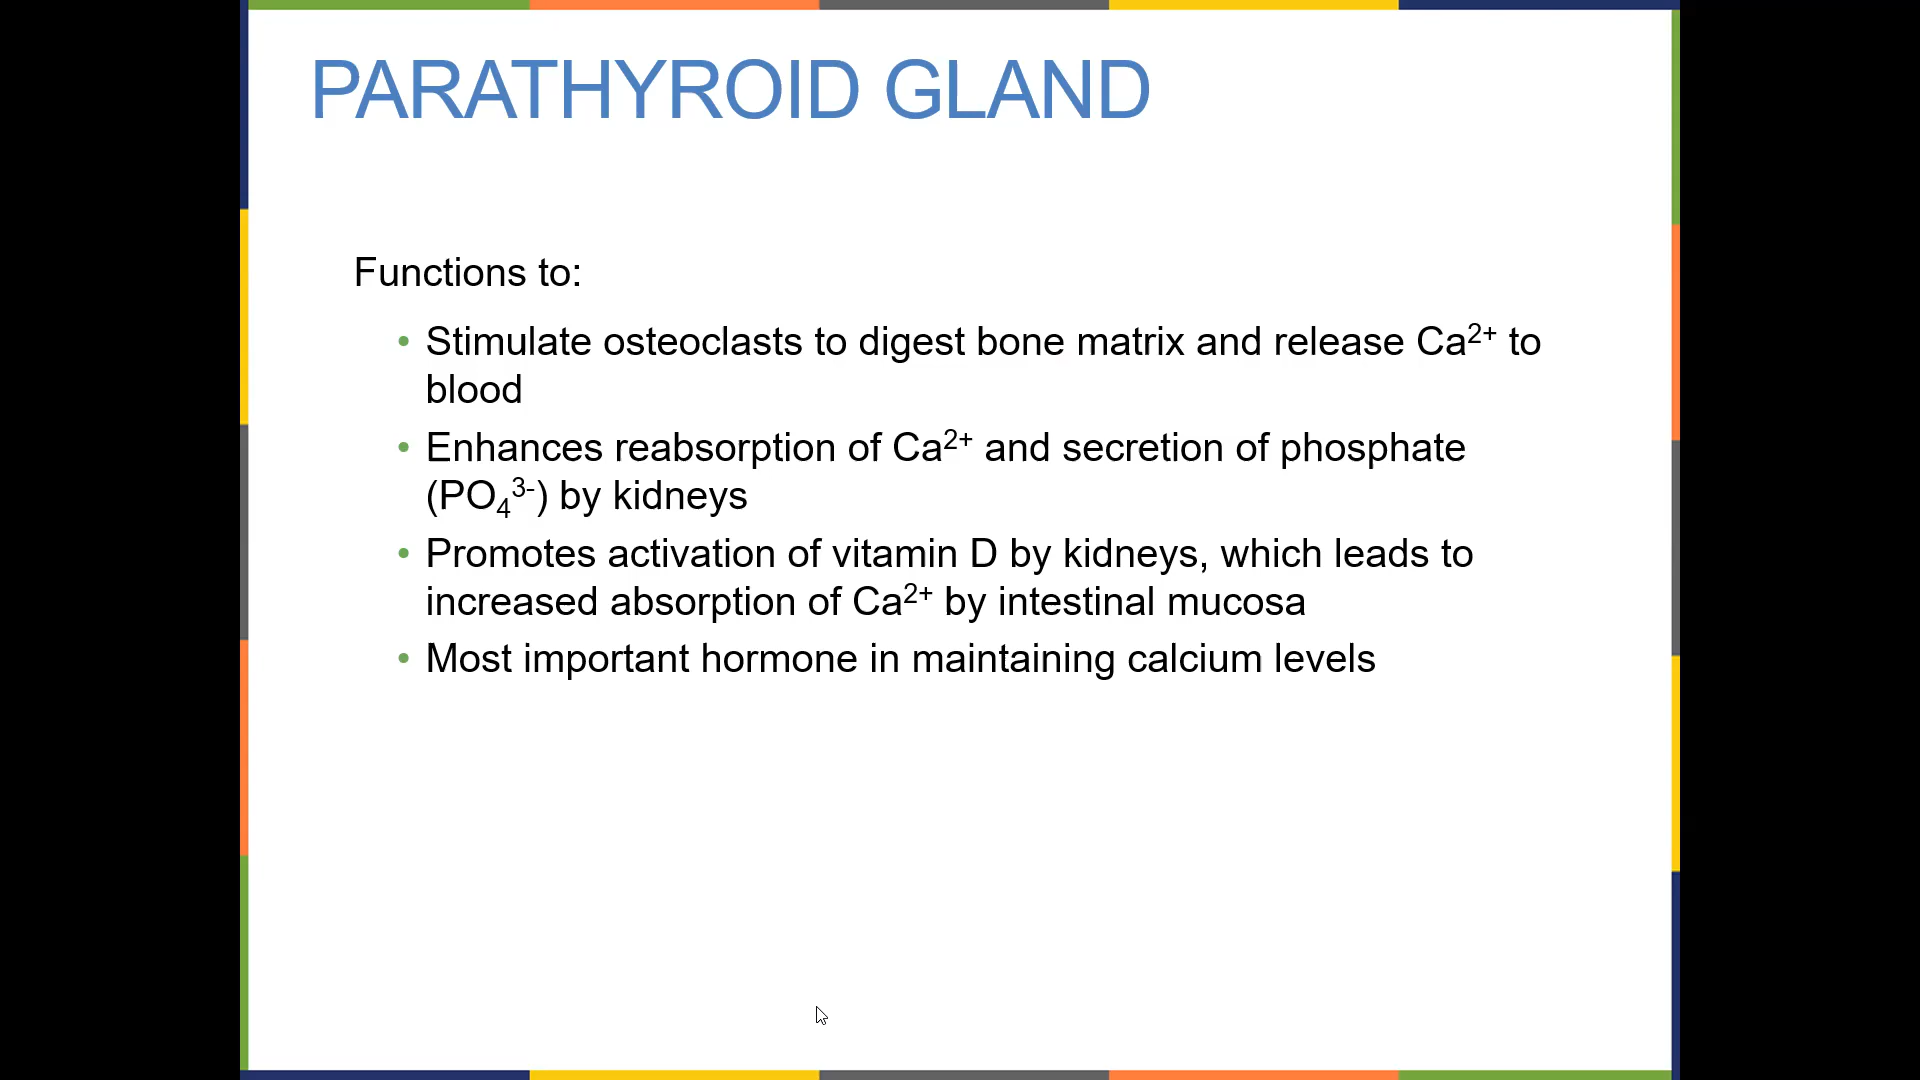 PARATHYROID GLAND
Functions to:
• Stimulate osteoclasts to digest bone matrix and release Ca²⁺ to
blood
• Enhances reabsorption of Ca²⁺ and secretion of phosphate
(PO₄³⁻) by kidneys
• Promotes activation of vitamin D by kidneys, which leads to
increased absorption of Ca²⁺ by intestinal mucosa
• Most important hormone in maintaining calcium levels